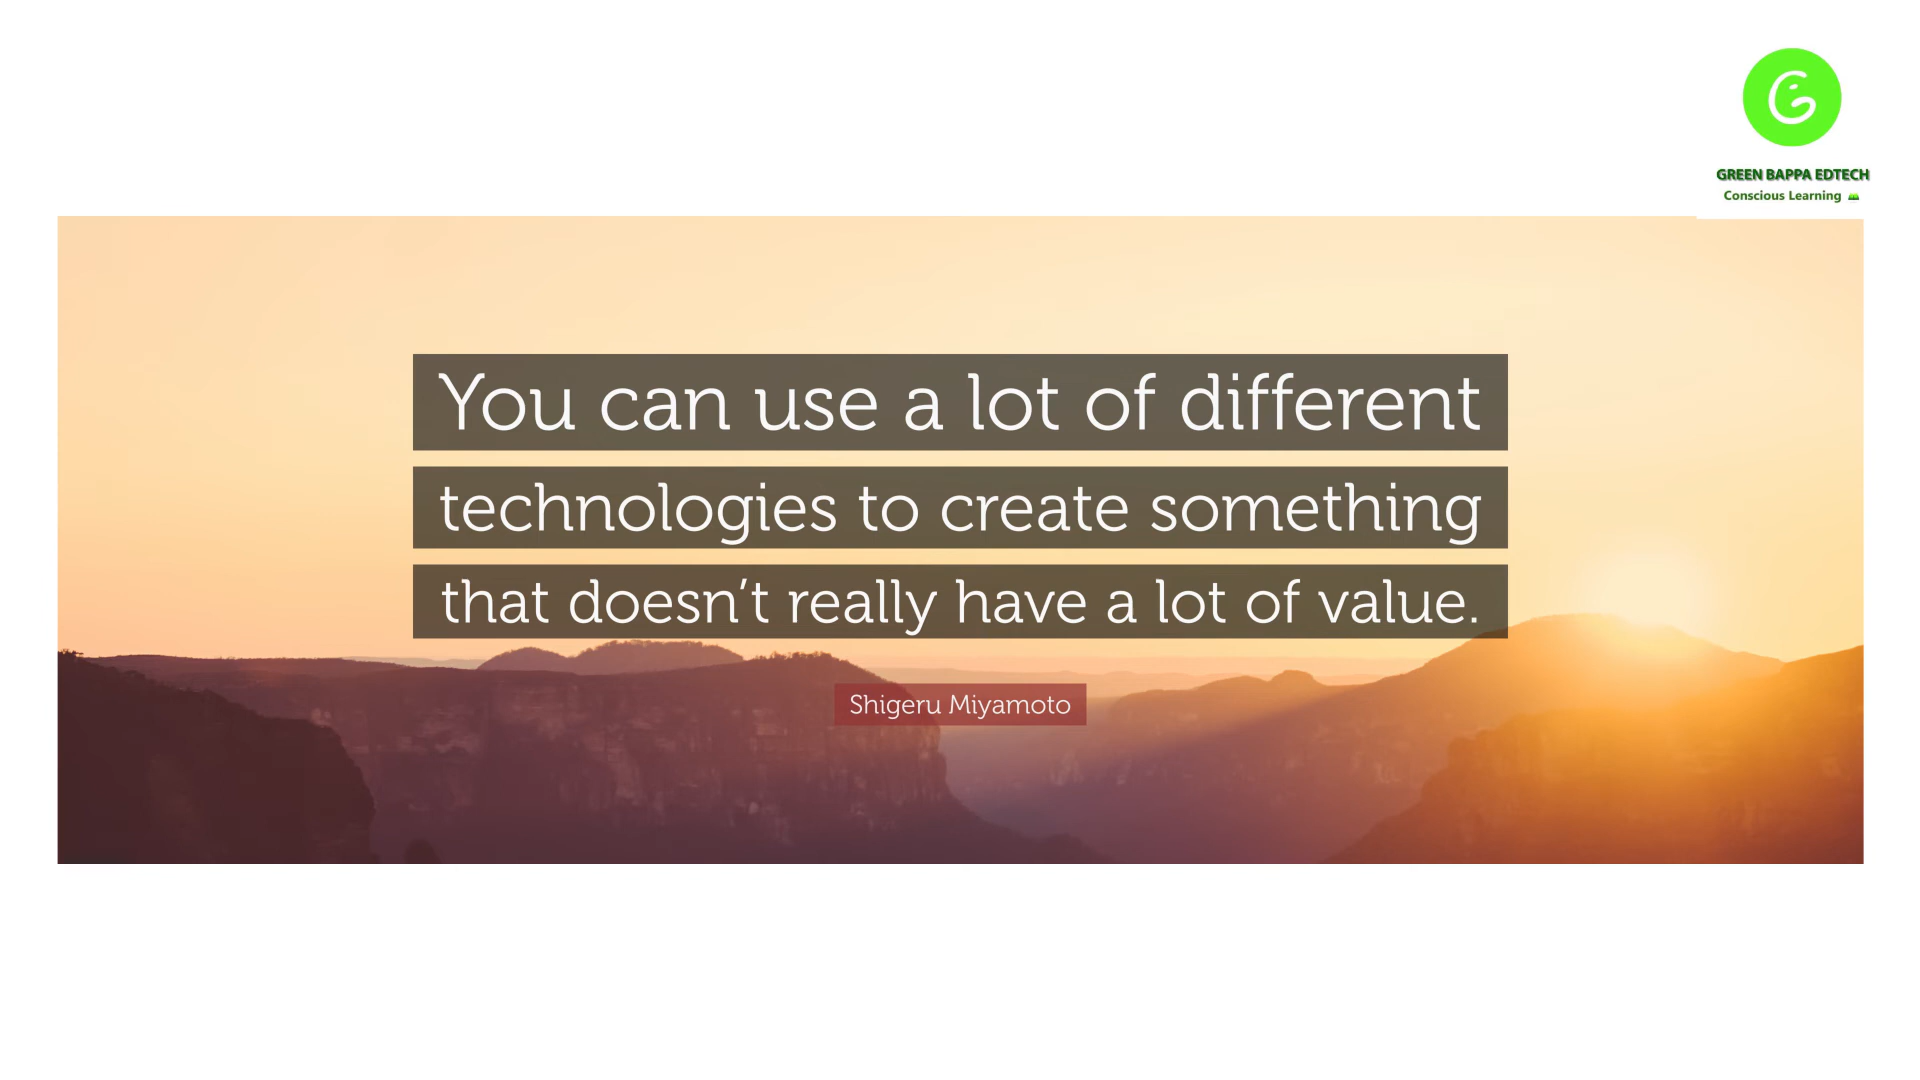 GREEN BAPPA EDTECH
Conscious Learning
You can use a lot of different
technologies to create something
that doesn’t really have a lot of value.
Shigeru Miyamoto